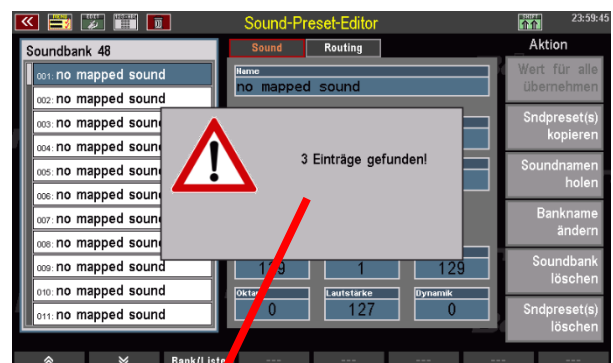 Sound-Preset-Editor
23:59:45
Soundbank 48
001: no mapped sound
002: no mapped sound
003: no mapped sound
004: no mapped sound
005: no mapped sound
006: no mapped sound
007: no mapped sound
008: no mapped sound
009: no mapped sound
010: no mapped sound
011: no mapped sound
Sound
Routing
Name
no mapped sound
3 Einträge gefunden!
129
1
129
Lautstärke
Dynamik
0
127
0
Aktion
Wert für alle
übernehmen
Sndpreset(s)
kopieren
Soundnamen
holen
Bankname
ändern
Soundbank
löschen
Sndpreset(s)
löschen
Bank/Liste
---
---
---
---
---